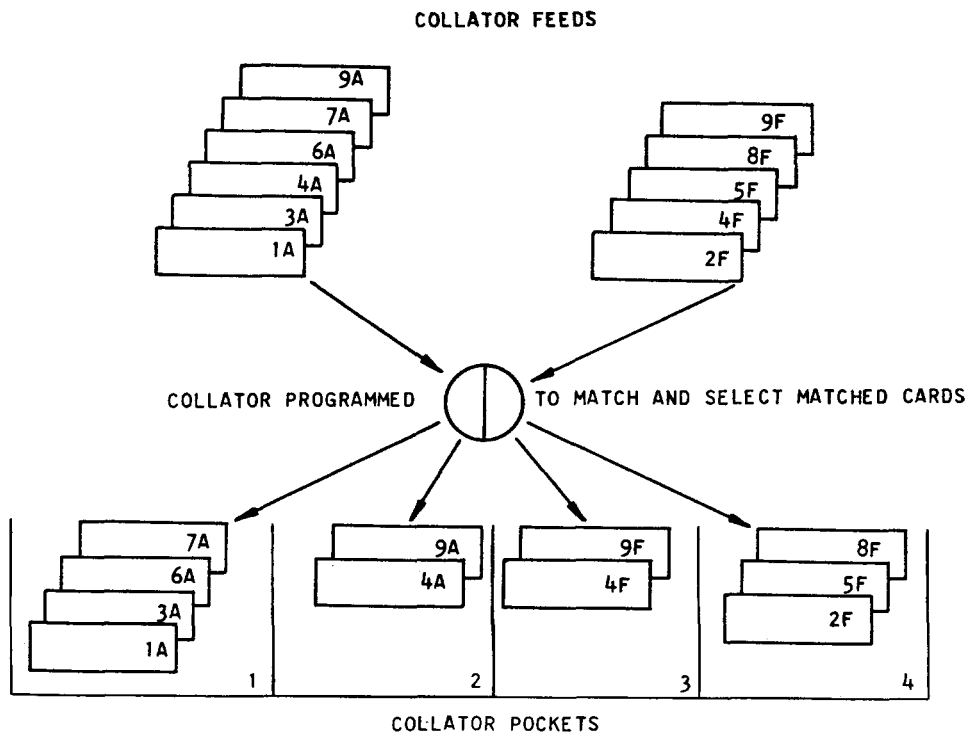 COLLATOR FEEDS
9A
7A
6A
4A
3A
1A
9F
8F
5F
4F
2F
COLLATOR PROGRAMMED TO MATCH AND SELECT MATCHED CARDS
7A
6A
3A
1A
1
9A
4A
2
9F
4F
3
8F
5F
2F
4
COLLATOR POCKETS